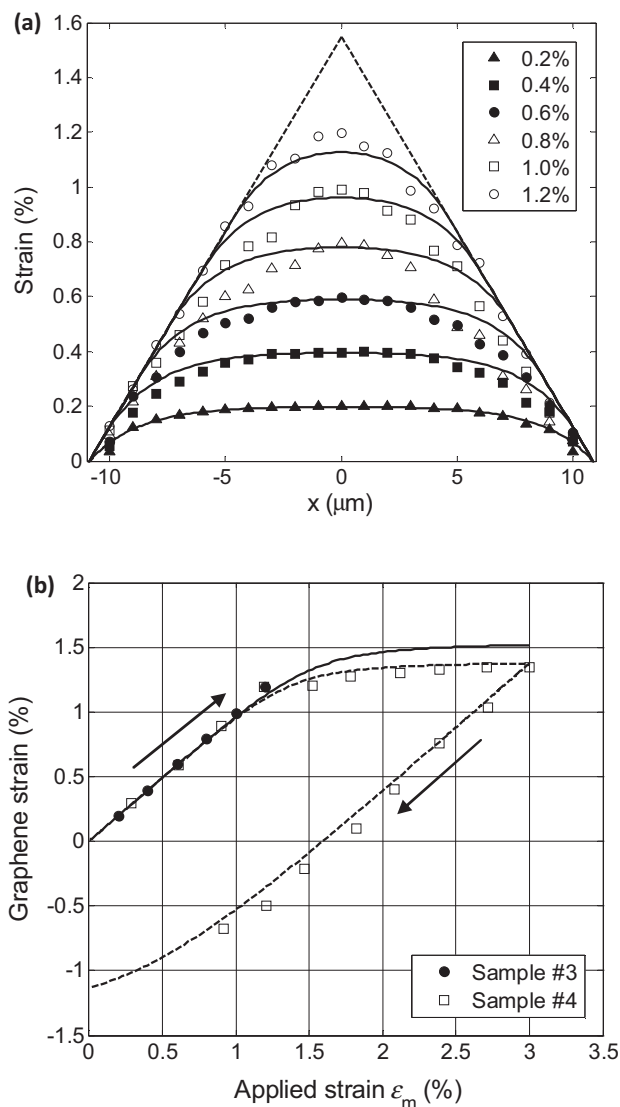 (a)
1.6
1.4
1.2
1
0.8
0.6
0.4
0.2
0
Strain (%)
0.2%
0.4%
0.6%
0.8%
1.0%
1.2%
-10 -5 0 5 10
x (μm)
(b)
2
1.5
1
0.5
0
-0.5
-1
-1.5
Graphene strain (%)
Sample #3
Sample #4
0 0.5 1 1.5 2 2.5 3 3.5
Applied strain εm (%)